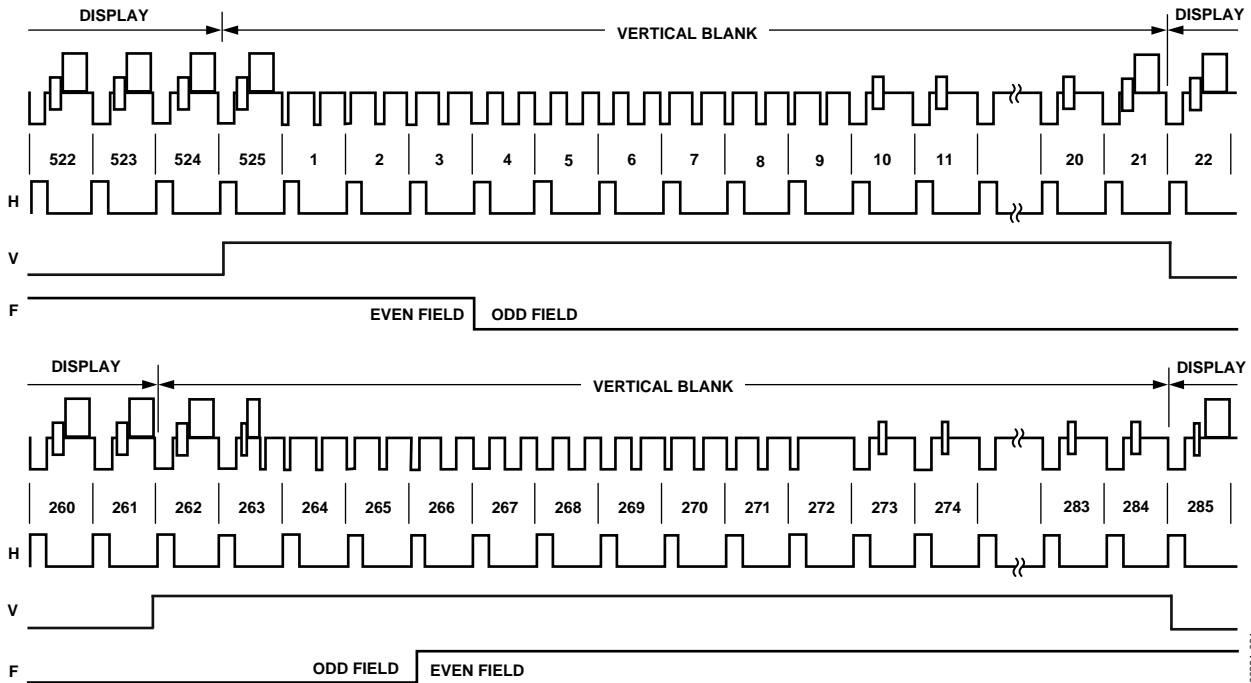 DISPLAY
DISPLAY
VERTICAL BLANK
522 523 524 525 1 2 3 4 5 6 7 8 9 10 11 20 21 22
H
V
F
EVEN FIELD ODD FIELD
DISPLAY
DISPLAY
VERTICAL BLANK
260 261 262 263 264 265 266 267 268 269 270 271 272 273 274 283 284 285
H
V
F
ODD FIELD EVEN FIELD